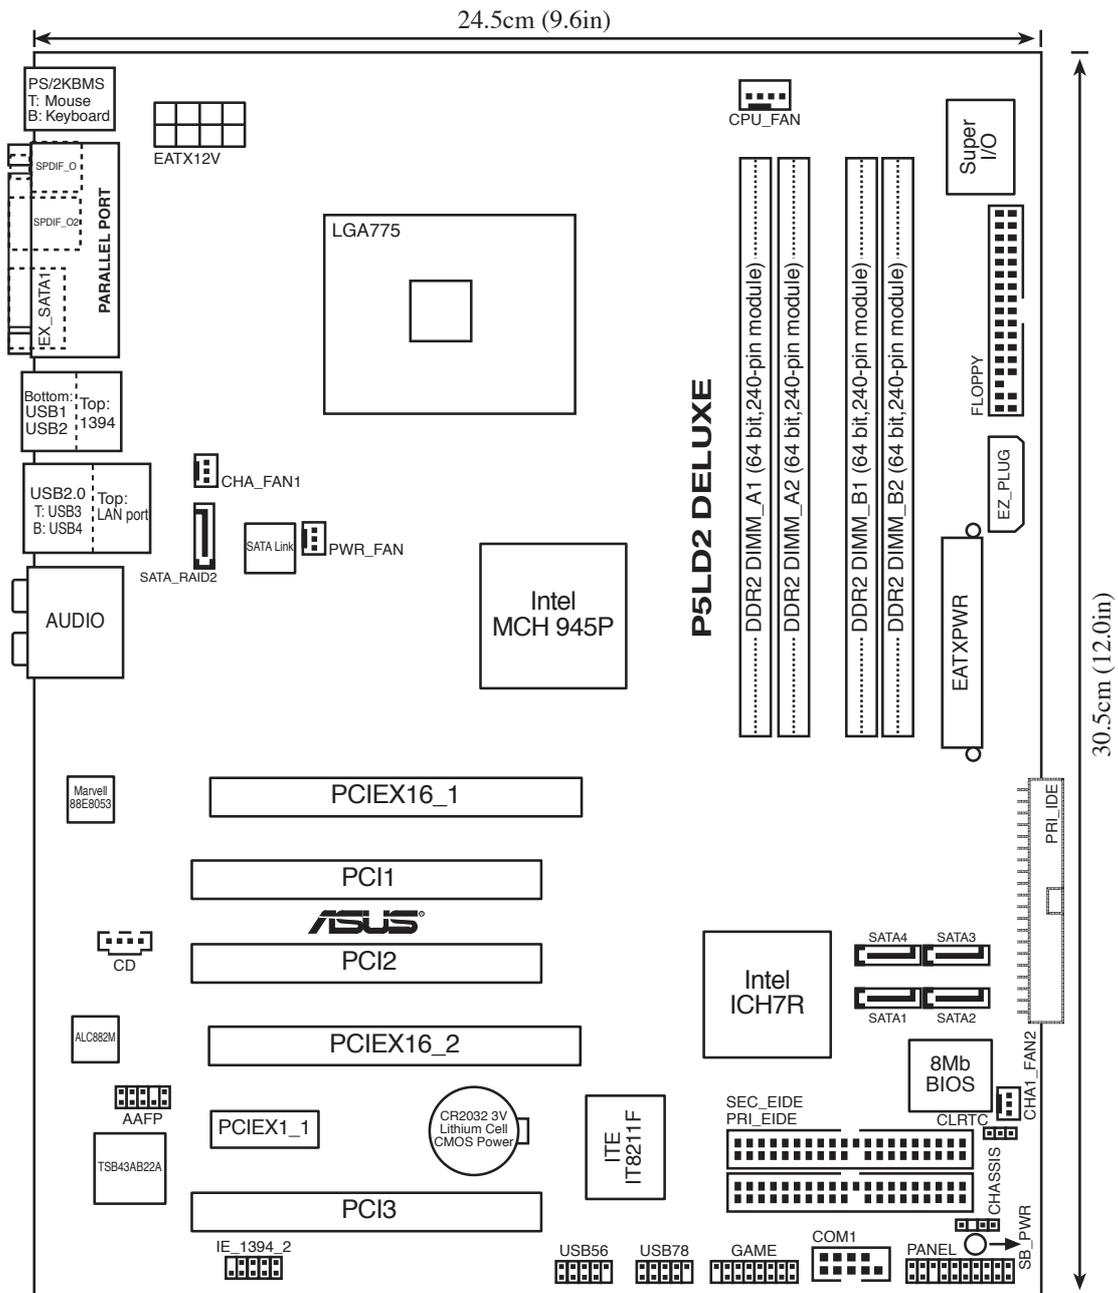 24.5cm (9.6in)
PS/2KBMS
T: Mouse
B: Keyboard
EATX12V
CPU_FAN
Super
I/O
SPDIF_O
SPDIF_O2
EX_SATA1
PARALLEL PORT
LGA775
FLOPPY
Bottom:
USB1
USB2
Top:
1394
USB2.0
T: USB3
B: USB4
Top:
LAN port
CHA_FAN1
SATA_RAID2
SATA Link
PWR_FAN
P5LD2 DELUXE
DDR2 DIMM_A1 (64 bit,240-pin module)
DDR2 DIMM_A2 (64 bit,240-pin module)
DDR2 DIMM_B1 (64 bit,240-pin module)
DDR2 DIMM_B2 (64 bit,240-pin module)
EZ_PLUG
EATXPWR
30.5cm (12.0in)
AUDIO
Intel
MCH 945P
Marvell
88E8053
PCIEX16_1
PRI_IDE
PCI1
ASUS®
CD
PCI2
Intel
ICH7R
SATA4
SATA3
SATA1
SATA2
ALC882M
PCIEX16_2
8Mb
BIOS
CHA1_FAN2
CLRTC
AAFP
PCIEX1_1
CR2032 3V
Lithium Cell
CMOS Power
ITE
IT8211F
SEC_EIDE
PRI_EIDE
CHASSIS
TSB43AB22A
PCI3
IE_1394_2
USB56
USB78
GAME
COM1
PANEL
SB_PWR